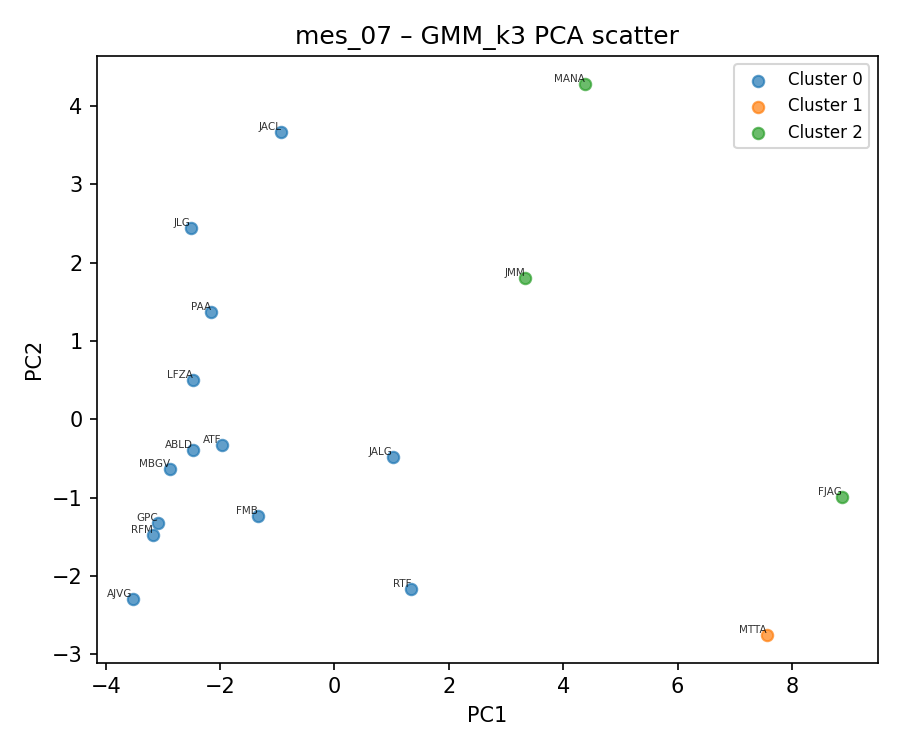 mes_07 – GMM_k3 PCA scatter
MANA
Cluster 0
Cluster 1
Cluster 2
JACL
JLG
JMM
PAA
LFZA
ATF
ABLD
JALG
MBGV
FJAG
GPC
FMB
RFM
RTF
AJVG
MTTA
4
3
2
1
0
−1
−2
−3
PC2
−4
−2
0
2
4
6
8
PC1